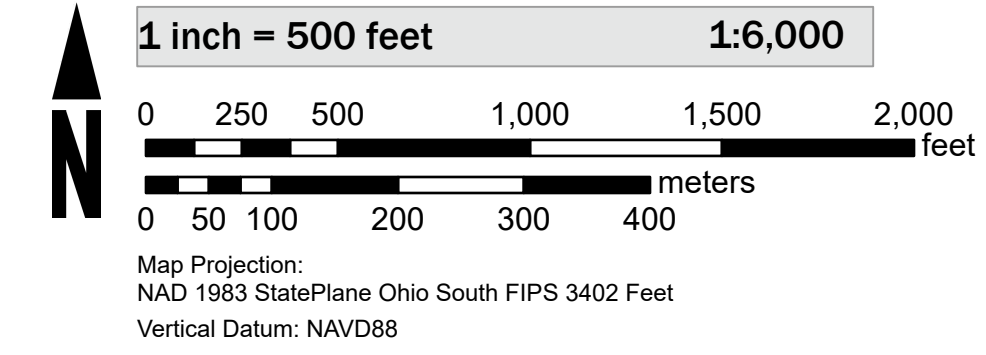 1 inch = 500 feet 1:6,000
0 250 500 1,000 1,500 2,000
feet
meters
0 50 100 200 300 400
N
Map Projection:
NAD 1983 StatePlane Ohio South FIPS 3402 Feet
Vertical Datum: NAVD88